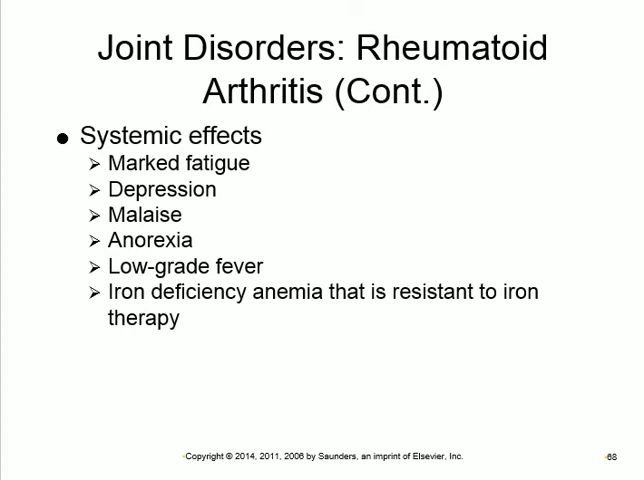 Joint Disorders: Rheumatoid
Arthritis (Cont.)
● Systemic effects
➢ Marked fatigue
➢ Depression
➢ Malaise
➢ Anorexia
➢ Low-grade fever
➢ Iron deficiency anemia that is resistant to iron
therapy
Copyright © 2014, 2011, 2006 by Saunders, an imprint of Elsevier, Inc.
68